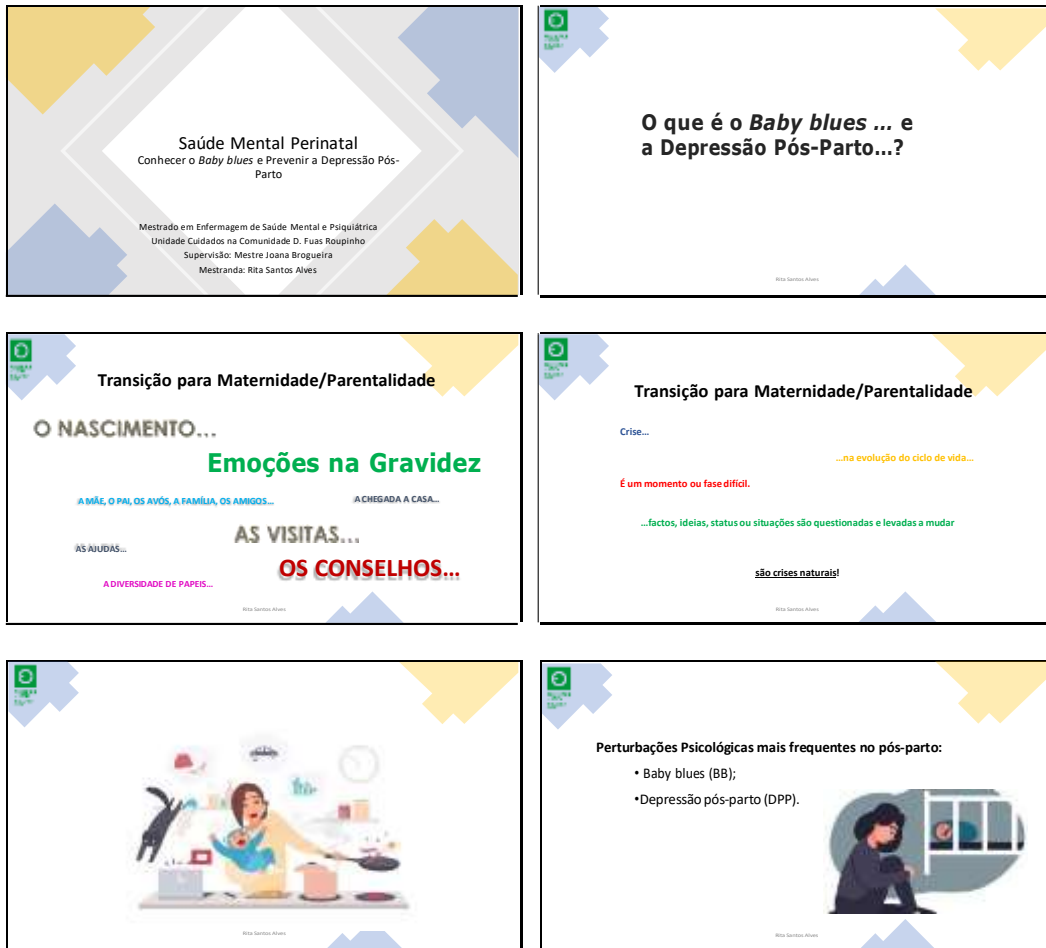 Saúde Mental Perinatal
Conhecer o Baby blues e Prevenir a Depressão Pós-
Parto
Mestrado em Enfermagem de Saúde Mental e Psiquiátrica
Unidade Cuidados na Comunidade D. Fuas Roupinho
Supervisão: Mestre Joana Brogueira
Mestranda: Rita Santos Alves
O que é o Baby blues ... e
a Depressão Pós-Parto...?
Rita Santos Alves
Transição para Maternidade/Parentalidade
O NASCIMENTO...
Emoções na Gravidez
A MÃE, O PAI, OS AVÓS, A FAMÍLIA, OS AMIGOS...
A CHEGADA A CASA...
AS VISITAS...
AS AJUDAS...
OS CONSELHOS...
A DIVERSIDADE DE PAPEIS...
Rita Santos Alves
Transição para Maternidade/Parentalidade
Crise...
...na evolução do ciclo de vida...
É um momento ou fase difícil.
...factos, ideias, status ou situações são questionadas e levadas a mudar
são crises naturais!
Rita Santos Alves
Rita Santos Alves
Perturbações Psicológicas mais frequentes no pós-parto:
• Baby blues (BB);
•Depressão pós-parto (DPP).
Rita Santos Alves